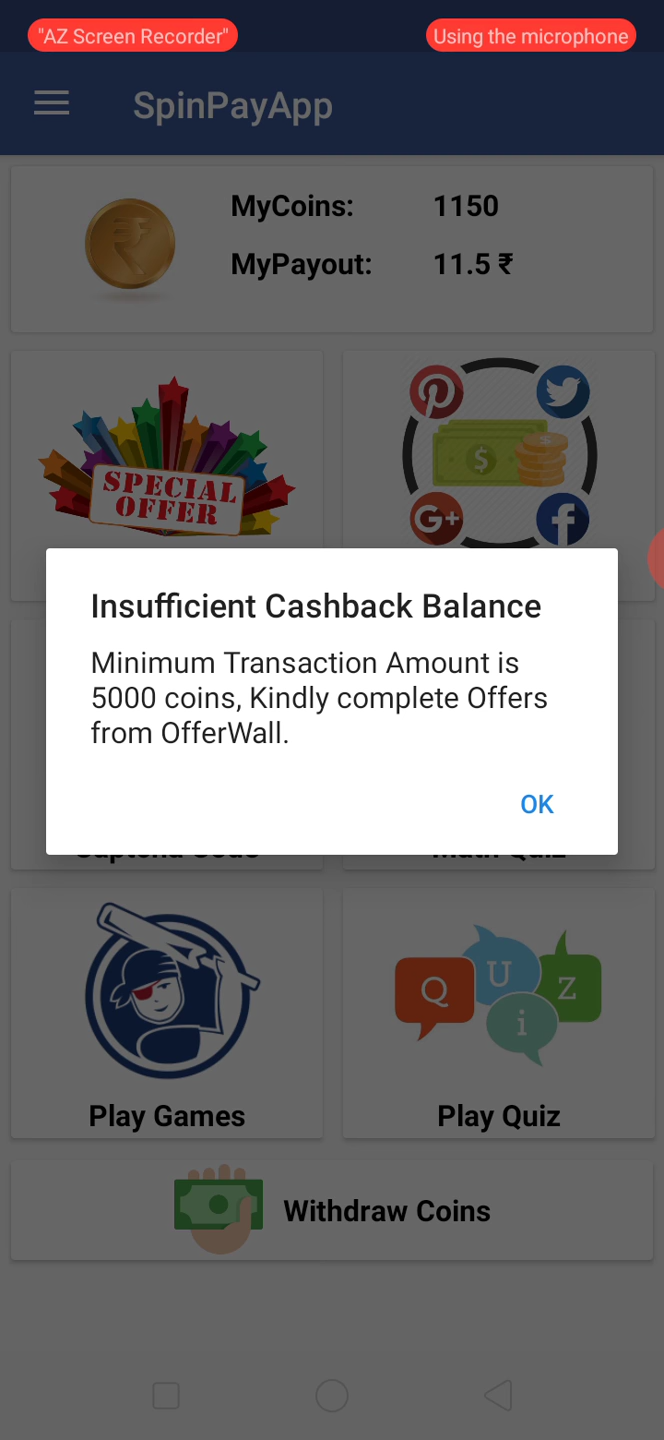 "AZ Screen Recorder" Using the microphone
SpinPayApp
MyCoins: 1150
MyPayout: 11.5 ₹
SPECIAL
OFFER
$ $
G+ f
Insufficient Cashback Balance
Minimum Transaction Amount is
5000 coins, Kindly complete Offers
from OfferWall.
OK
Q U i Z
Play Games Play Quiz
Withdraw Coins